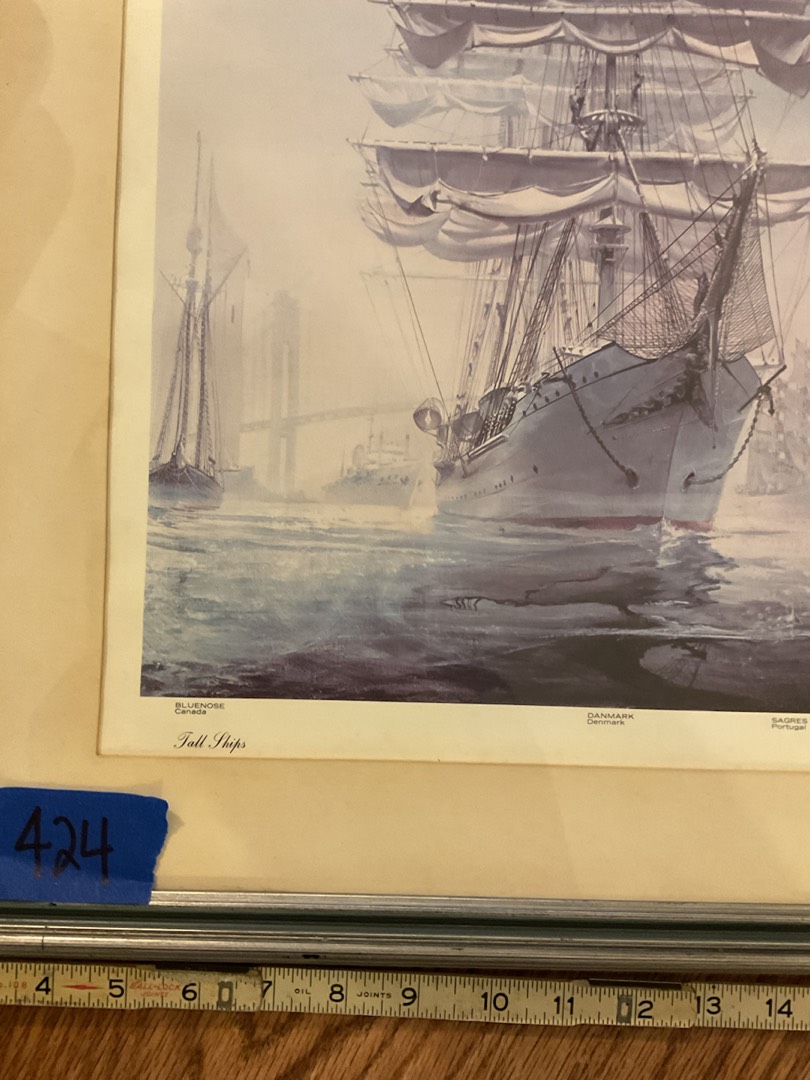 BLUENOSE
Canada
DANMARK
Denmark
SAGRES
Portugal
Tall Ships
424
4 5 6 7 OIL 8 JOINTS 9 10 11 12 13 14